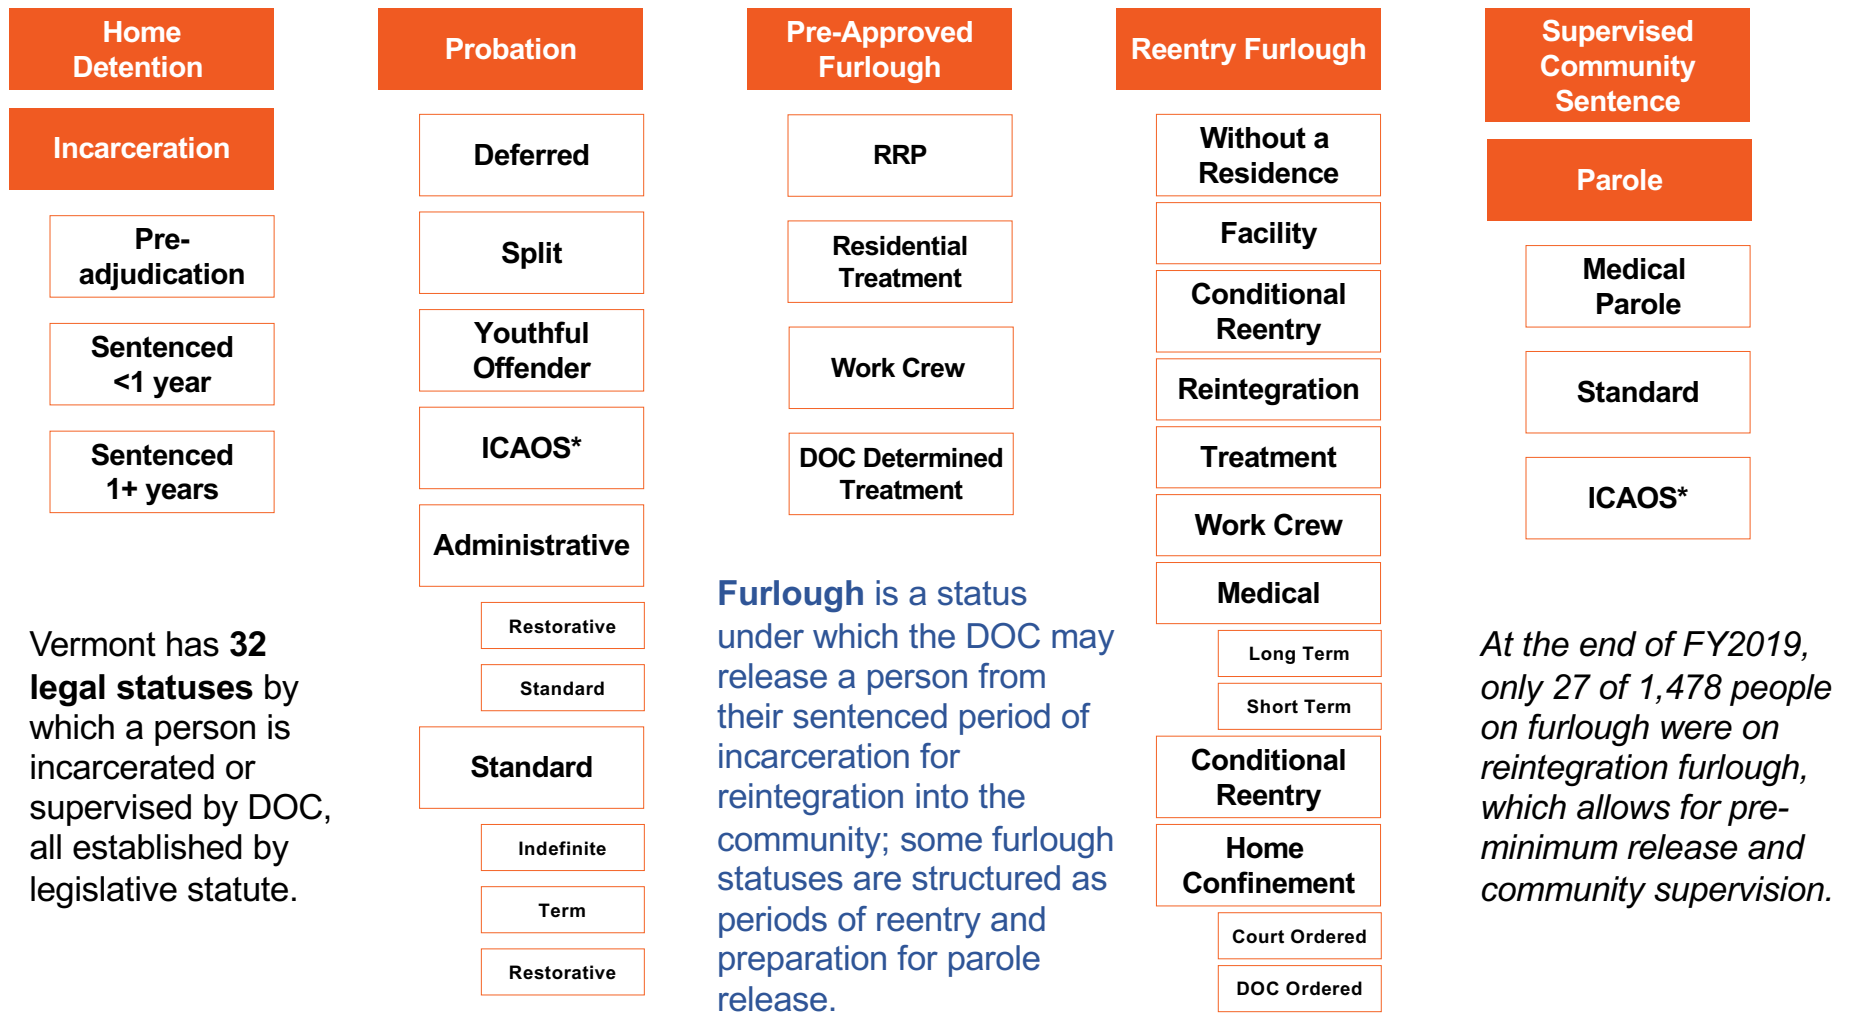 Home
Detention
Incarceration
Pre-
adjudication
Sentenced
<1 year
Sentenced
1+ years
Vermont has 32
legal statuses by
which a person is
incarcerated or
supervised by DOC,
all established by
legislative statute.
Probation
Deferred
Split
Youthful
Offender
ICAOS*
Administrative
Restorative
Standard
Standard
Indefinite
Term
Restorative
Pre-Approved
Furlough
RRP
Residential
Treatment
Work Crew
DOC Determined
Treatment
Furlough is a status
under which the DOC may
release a person from
their sentenced period of
incarceration for
reintegration into the
community; some furlough
statuses are structured as
periods of reentry and
preparation for parole
release.
Reentry Furlough
Without a
Residence
Facility
Conditional
Reentry
Reintegration
Treatment
Work Crew
Medical
Long Term
Short Term
Conditional
Reentry
Home
Confinement
Court Ordered
DOC Ordered
Supervised
Community
Sentence
Parole
Medical
Parole
Standard
ICAOS*
At the end of FY2019,
only 27 of 1,478 people
on furlough were on
reintegration furlough,
which allows for pre-
minimum release and
community supervision.